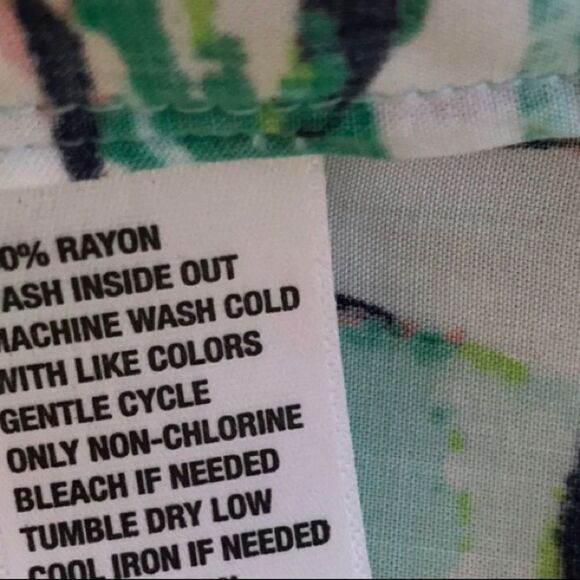 0% RAYON
ASH INSIDE OUT
MACHINE WASH COLD
WITH LIKE COLORS
GENTLE CYCLE
ONLY NON-CHLORINE
BLEACH IF NEEDED
TUMBLE DRY LOW
COOL IRON IF NEEDED